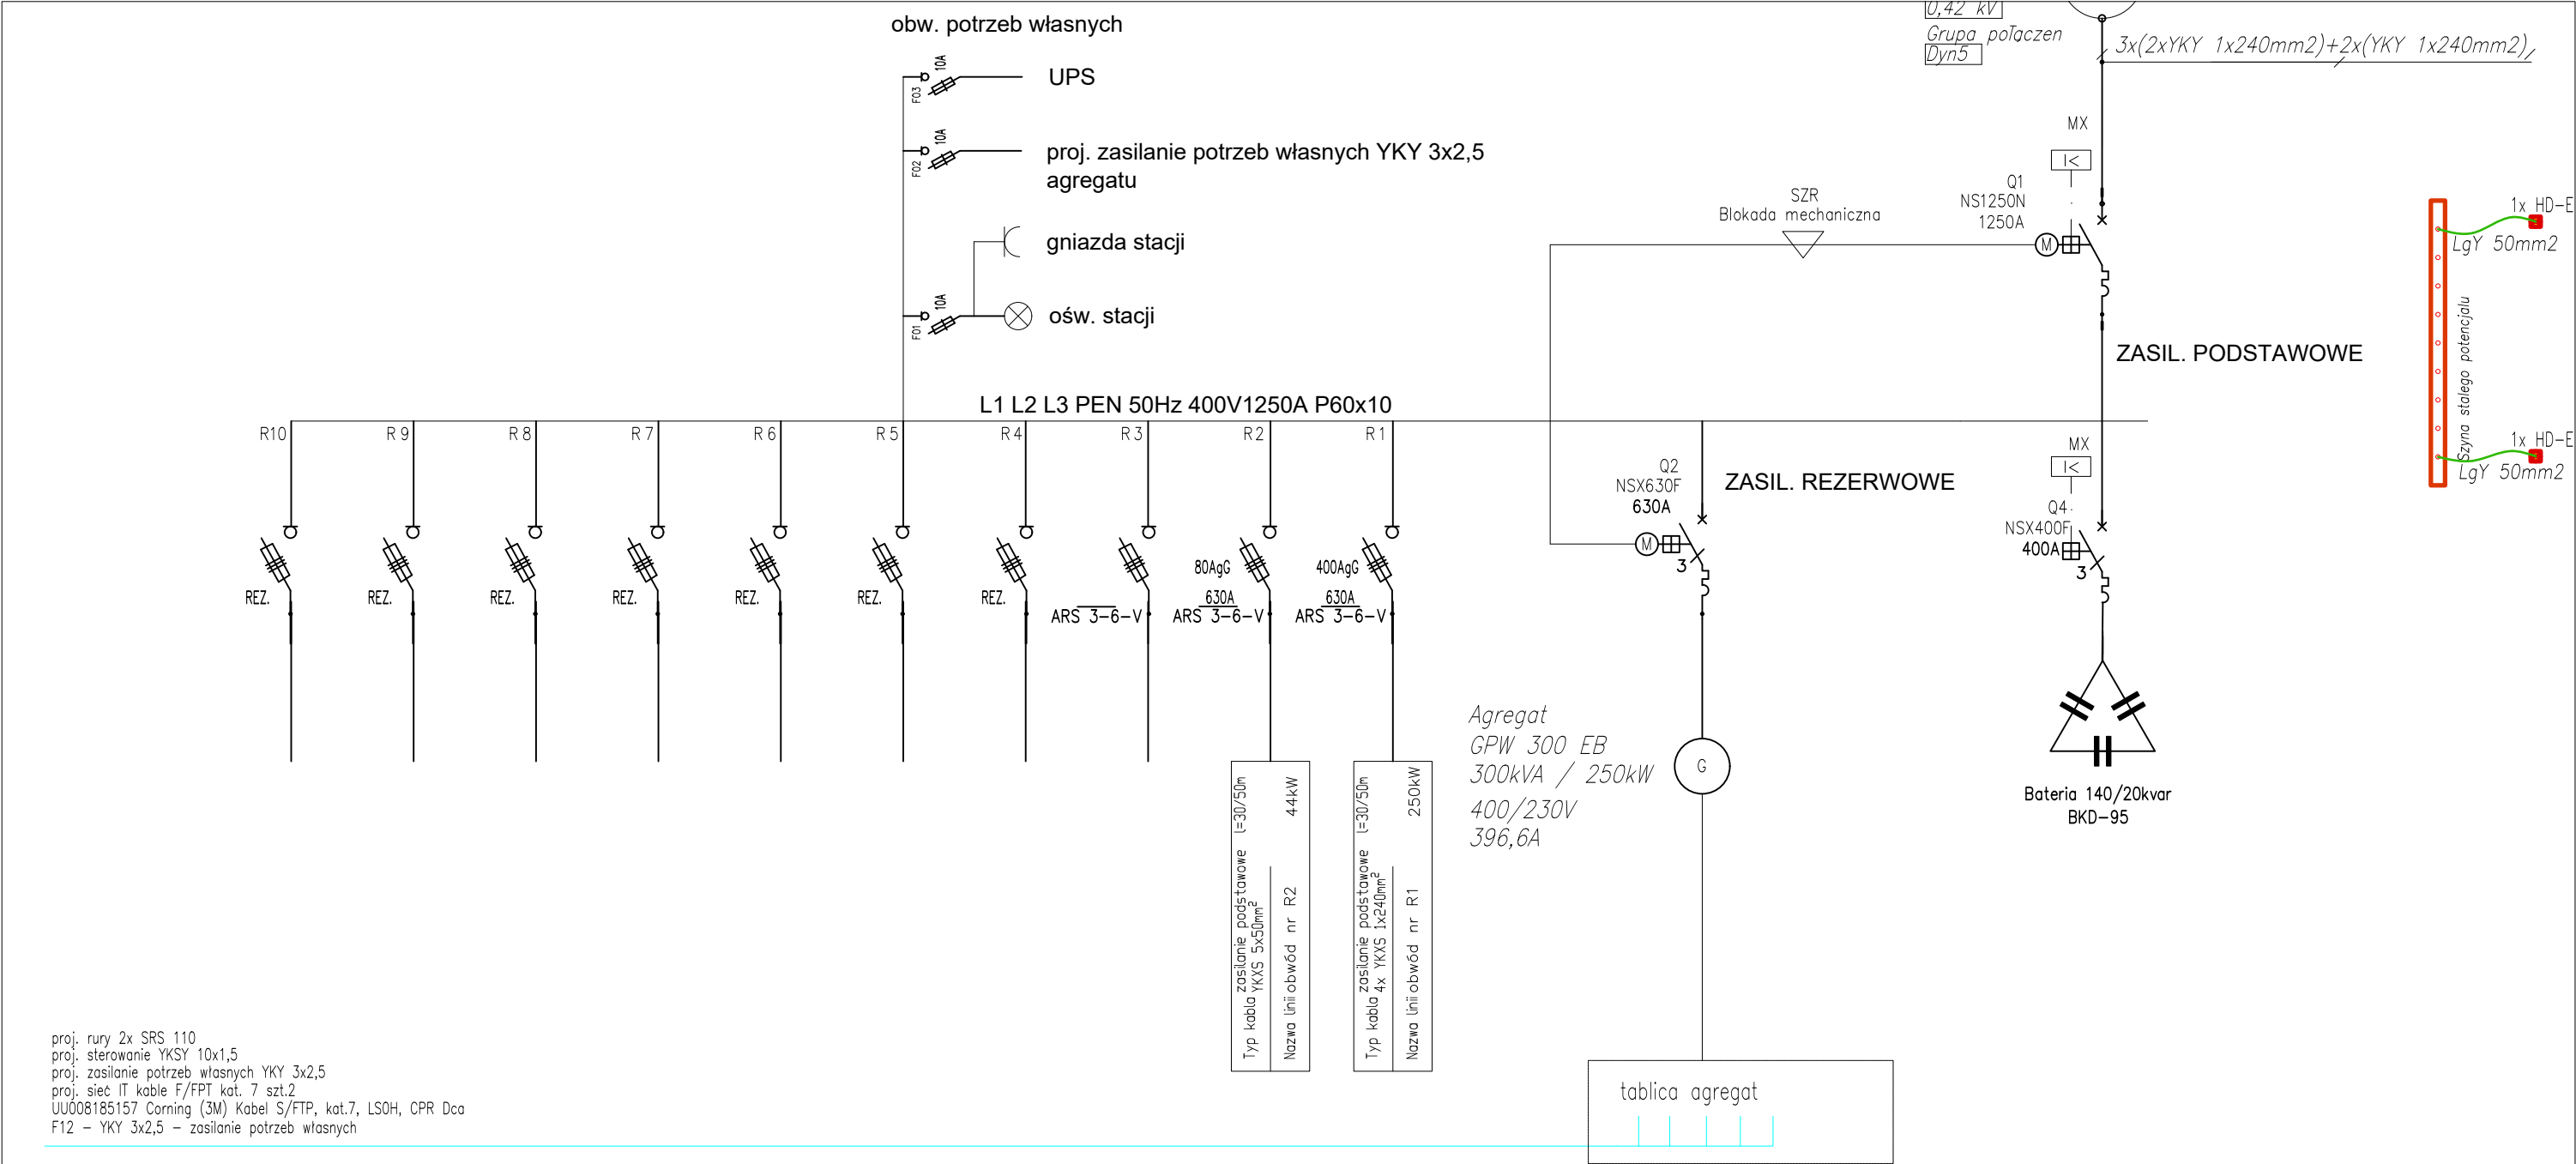 obw. potrzeb własnych
F03 10A UPS
F02 10A proj. zasilanie potrzeb własnych YKY 3x2,5
agregatu
gniazda stacji
F01 10A ośw. stacji
0,42 kV
Grupa połączen
Dyn5
3x(2xYKY 1x240mm2)+2x(YKY 1x240mm2)
MX
I<
Q1
NS1250N
1250A
M
SZR
Blokada mechaniczna
ZASIL. PODSTAWOWE
1x HD-E
LgY 50mm2
Szyna stalego potencjalu
1x HD-E
LgY 50mm2
L1 L2 L3 PEN 50Hz 400V1250A P60x10
R10 R9 R8 R7 R6 R5 R4 R3 R2 R1
REZ. REZ. REZ. REZ. REZ. REZ. REZ.
ARS 3-6-V
80AgG
630A
ARS 3-6-V
400AgG
630A
ARS 3-6-V
Q2
NSX630F
630A
M
3
ZASIL. REZERWOWE
MX
I<
Q4
NSX400F
400A
3
Bateria 140/20kvar
BKD-95
Agregat
GPW 300 EB
300kVA / 250kW
400/230V
396,6A
G
Typ kabla zasilanie podstawowe l=30/50m
YKXS 5x50mm²
Nazwa linii obwód nr R2 44kW
Typ kabla zasilanie podstawowe l=30/50m
4x YKXS 1x240mm²
Nazwa linii obwód nr R1 250kW
tablica agregat
proj. rury 2x SRS 110
proj. sterowanie YKSY 10x1,5
proj. zasilanie potrzeb własnych YKY 3x2,5
proj. sieć IT kable F/FPT kat. 7 szt.2
UU008185157 Corning (3M) Kabel S/FTP, kat.7, LSOH, CPR Dca
F12 - YKY 3x2,5 - zasilanie potrzeb własnych